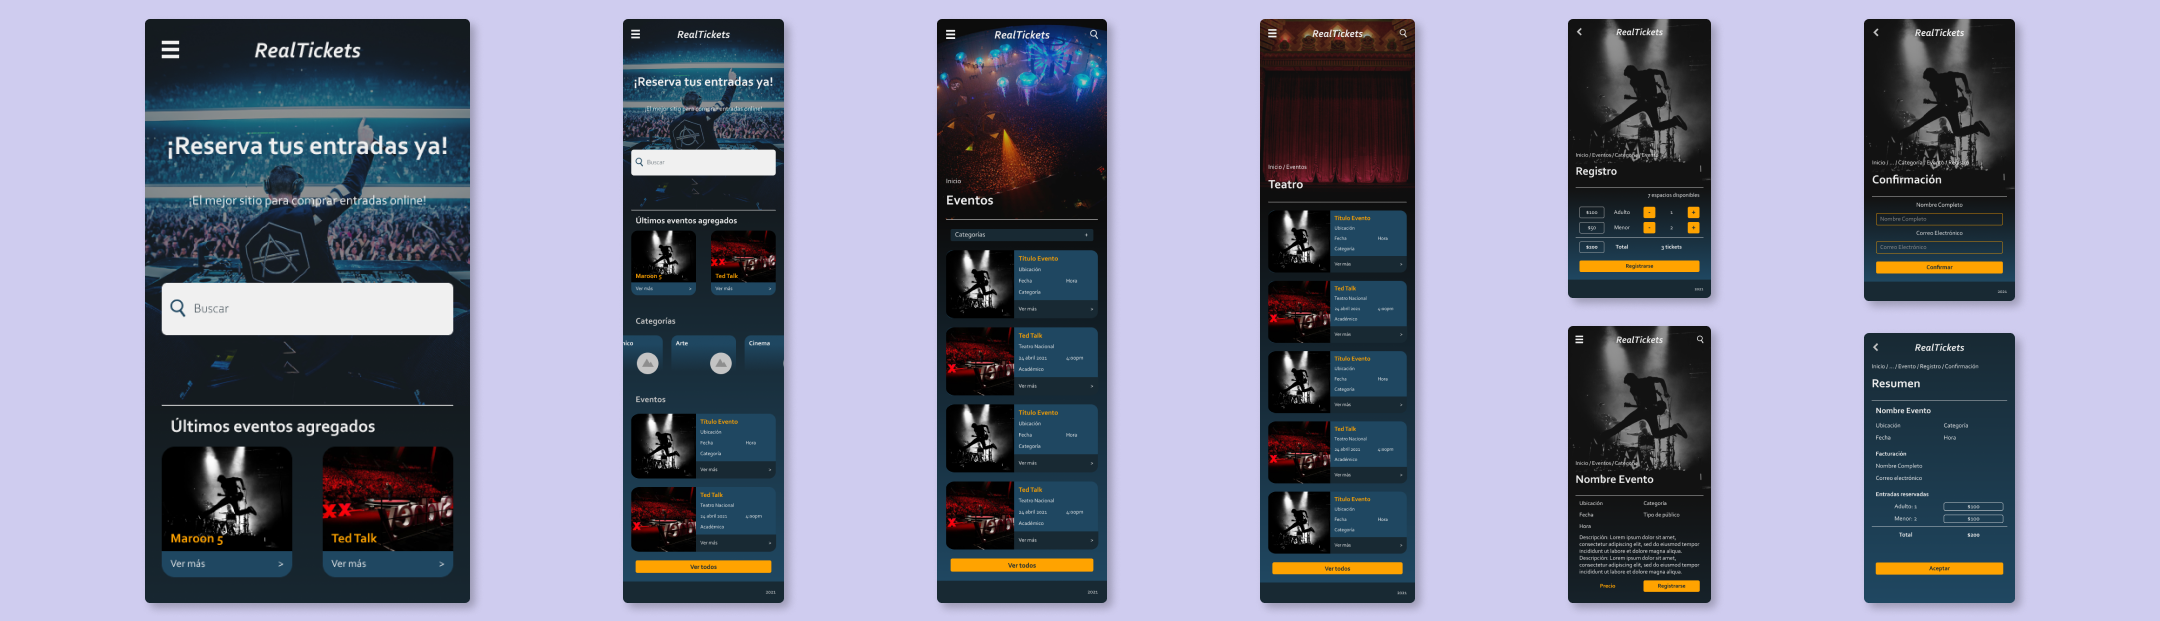 RealTickets
¡Reserva tus entradas ya!
¡El mejor sitio para comprar entradas online!
Buscar
Últimos eventos agregados
Maroon 5
Ted Talk
Ver más >
Ver más >
RealTickets
¡Reserva tus entradas ya!
¡El mejor sitio para comprar entradas online!
Buscar
Últimos eventos agregados
Maroon 5
Ted Talk
Ver más >
Ver más >
Categorías
nico
Arte
Cinema
Eventos
Titulo Evento
Ubicación
Fecha Hora
Categoría
Ver más >
Ted Talk
Teatro Nacional
24 abril 2021 4:00pm
Académico
Ver más >
Ver todos
2021
RealTickets
Inicio
Eventos
Categorías +
Titulo Evento
Ubicación
Fecha Hora
Categoría
Ver más >
Ted Talk
Teatro Nacional
24 abril 2021 4:00pm
Académico
Ver más >
Titulo Evento
Ubicación
Fecha Hora
Categoría
Ver más >
Ted Talk
Teatro Nacional
24 abril 2021 4:00pm
Académico
Ver más >
Ver todos
2021
RealTickets
Inicio / Eventos
Teatro
Titulo Evento
Ubicación
Fecha Hora
Categoría
Ver más >
Ted Talk
Teatro Nacional
24 abril 2021 4:00pm
Académico
Ver más >
Titulo Evento
Ubicación
Fecha Hora
Categoría
Ver más >
Ted Talk
Teatro Nacional
24 abril 2021 4:00pm
Académico
Ver más >
Titulo Evento
Ubicación
Fecha Hora
Categoría
Ver más >
Ver todos
2021
RealTickets
Inicio / Eventos / Categoría / Evento
Registro
7 espacios disponibles
$100 Adulto - 1 +
$50 Menor - 2 +
$200 Total 3 tickets
Registrarse
2021
RealTickets
Inicio / Eventos / Categoría
Nombre Evento
Ubicación Categoría
Fecha Tipo de público
Hora
Descripción: Lorem ipsum dolor sit amet,
consectetur adipiscing elit, sed do eiusmod tempor
incididunt ut labore et dolore magna aliqua.
Descripción: Lorem ipsum dolor sit amet,
consectetur adipiscing elit, sed do eiusmod tempor
incididunt ut labore et dolore magna aliqua.
Precio Registrarse
RealTickets
Inicio / ... / Categoría / Evento / Registro
Confirmación
Nombre Completo
Nombre Completo
Correo Electrónico
Correo Electrónico
Confirmar
2021
RealTickets
Inicio / ... / Evento / Registro / Confirmación
Resumen
Nombre Evento
Ubicación Categoría
Fecha Hora
Facturación
Nombre Completo
Correo electrónico
Entradas reservadas
Adulto: 1 $100
Menor: 2 $100
Total $200
Aceptar